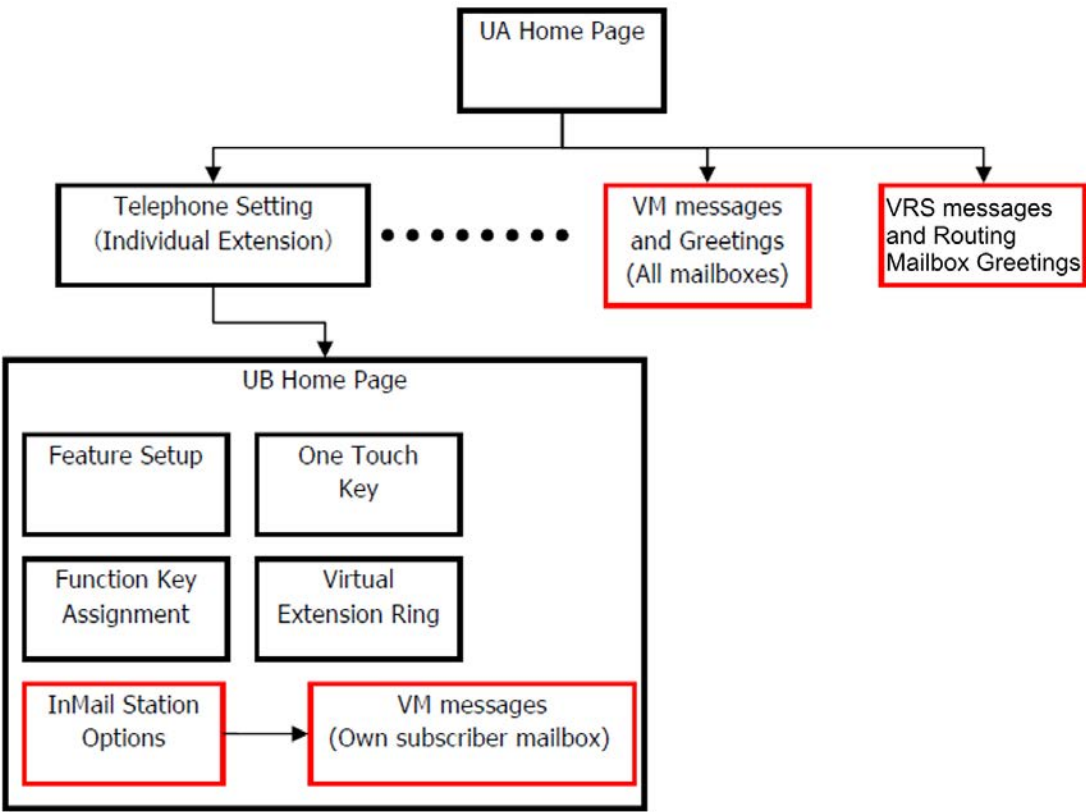 UA Home Page
Telephone Setting
(Individual Extension)
VM messages
and Greetings
(All mailboxes)
VRS messages
and Routing
Mailbox Greetings
UB Home Page
Feature Setup
One Touch
Key
Function Key
Assignment
Virtual
Extension Ring
InMail Station
Options
VM messages
(Own subscriber mailbox)